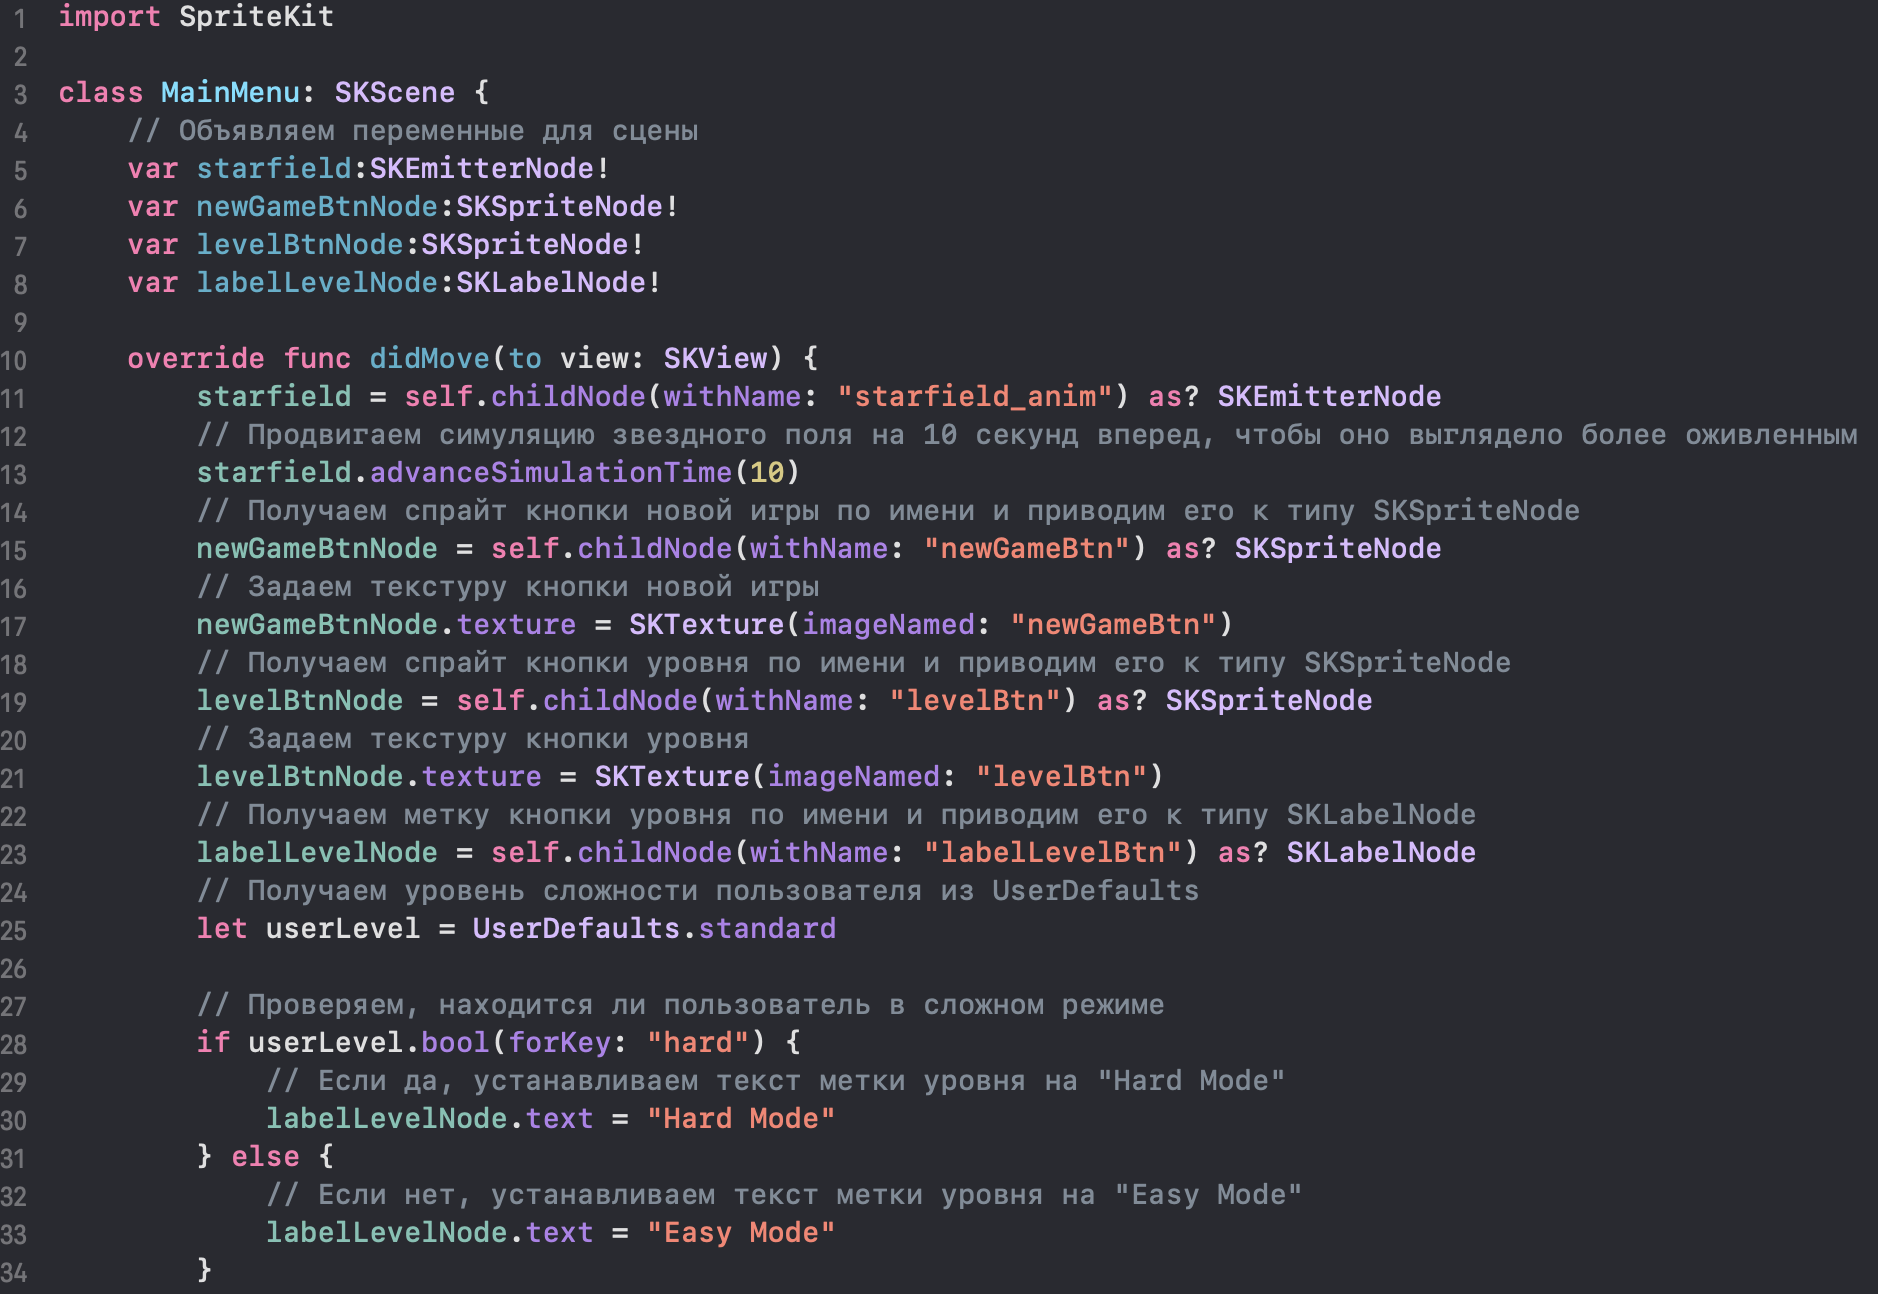 1 import SpriteKit
2
3 class MainMenu: SKScene {
4     // Объявляем переменные для сцены
5     var starfield:SKEmitterNode!
6     var newGameBtnNode:SKSpriteNode!
7     var levelBtnNode:SKSpriteNode!
8     var labelLevelNode:SKLabelNode!
9
10     override func didMove(to view: SKView) {
11         starfield = self.childNode(withName: "starfield_anim") as? SKEmitterNode
12         // Продвигаем симуляцию звездного поля на 10 секунд вперед, чтобы оно выглядело более оживленным
13         starfield.advanceSimulationTime(10)
14         // Получаем спрайт кнопки новой игры по имени и приводим его к типу SKSpriteNode
15         newGameBtnNode = self.childNode(withName: "newGameBtn") as? SKSpriteNode
16         // Задаем текстуру кнопки новой игры
17         newGameBtnNode.texture = SKTexture(imageNamed: "newGameBtn")
18         // Получаем спрайт кнопки уровня по имени и приводим его к типу SKSpriteNode
19         levelBtnNode = self.childNode(withName: "levelBtn") as? SKSpriteNode
20         // Задаем текстуру кнопки уровня
21         levelBtnNode.texture = SKTexture(imageNamed: "levelBtn")
22         // Получаем метку кнопки уровня по имени и приводим его к типу SKLabelNode
23         labelLevelNode = self.childNode(withName: "labelLevelBtn") as? SKLabelNode
24         // Получаем уровень сложности пользователя из UserDefaults
25         let userLevel = UserDefaults.standard
26
27         // Проверяем, находится ли пользователь в сложном режиме
28         if userLevel.bool(forKey: "hard") {
29             // Если да, устанавливаем текст метки уровня на "Hard Mode"
30             labelLevelNode.text = "Hard Mode"
31         } else {
32             // Если нет, устанавливаем текст метки уровня на "Easy Mode"
33             labelLevelNode.text = "Easy Mode"
34         }